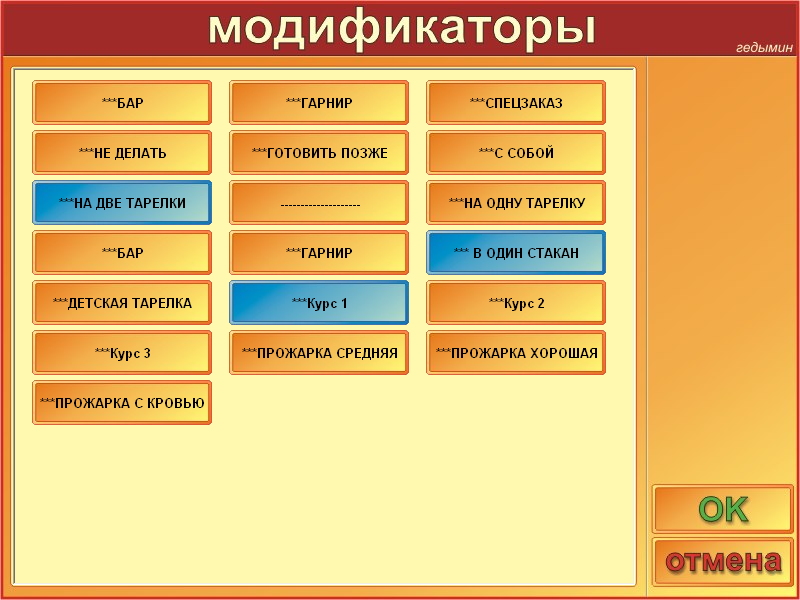 модификаторы
гедымин
***БАР
***ГАРНИР
***СПЕЦЗАКАЗ
***НЕ ДЕЛАТЬ
***ГОТОВИТЬ ПОЗЖЕ
***С СОБОЙ
***НА ДВЕ ТАРЕЛКИ
--------------------
***НА ОДНУ ТАРЕЛКУ
***БАР
***ГАРНИР
*** В ОДИН СТАКАН
***ДЕТСКАЯ ТАРЕЛКА
***Курс 1
***Курс 2
***Курс 3
***ПРОЖАРКА СРЕДНЯЯ
***ПРОЖАРКА ХОРОШАЯ
***ПРОЖАРКА С КРОВЬЮ
ОК
отмена